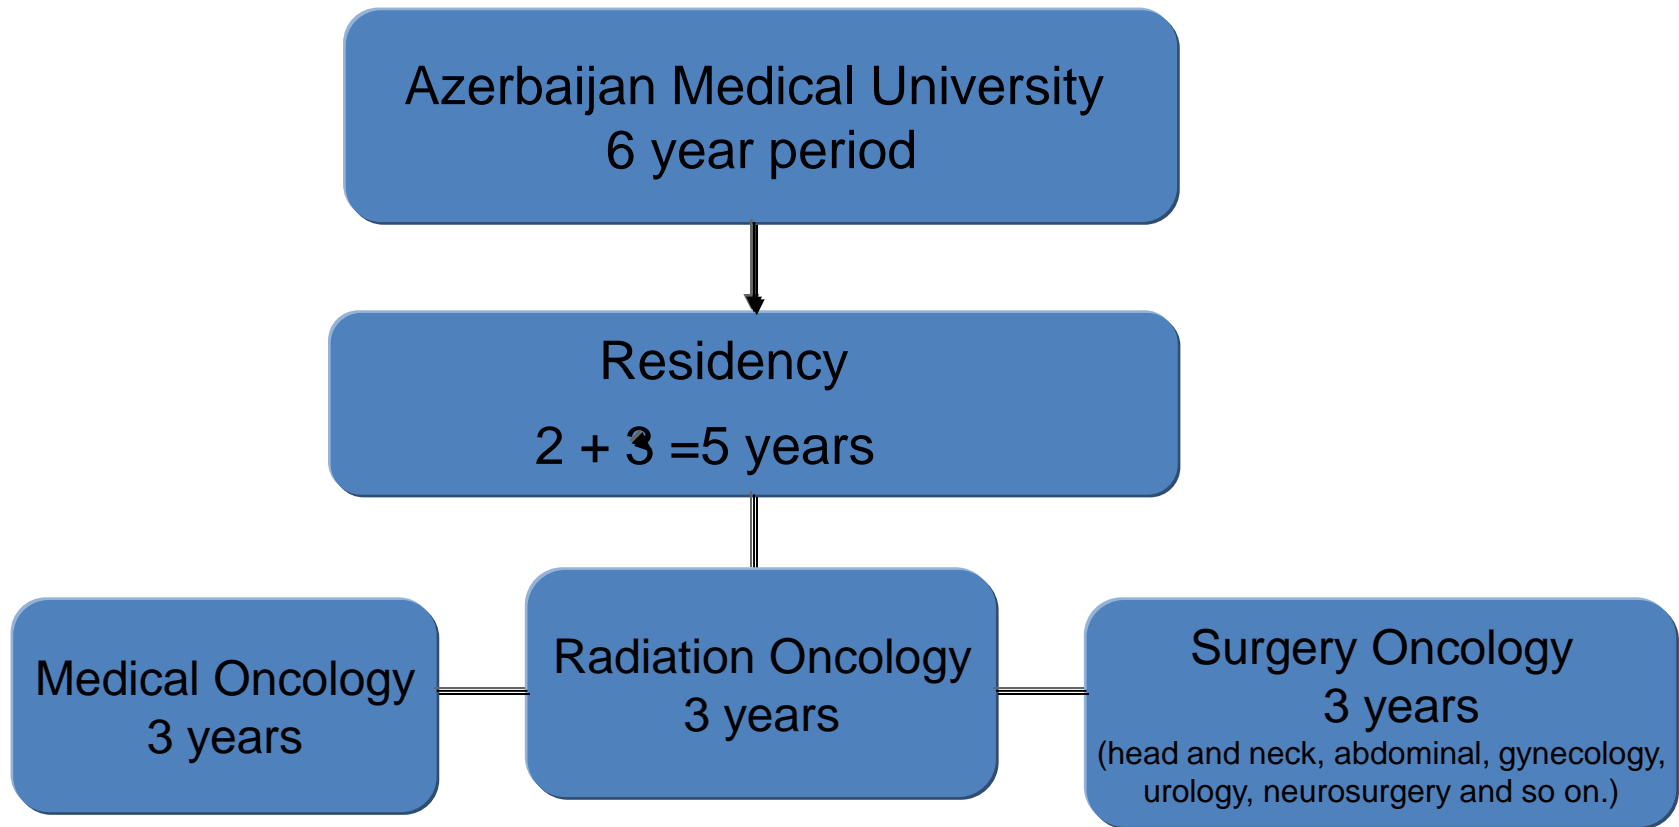 Azerbaijan Medical University
6 year period
Residency
2 + 3 =5 years
Medical Oncology
3 years
Radiation Oncology
3 years
Surgery Oncology
3 years
(head and neck, abdominal, gynecology,
urology, neurosurgery and so on.)